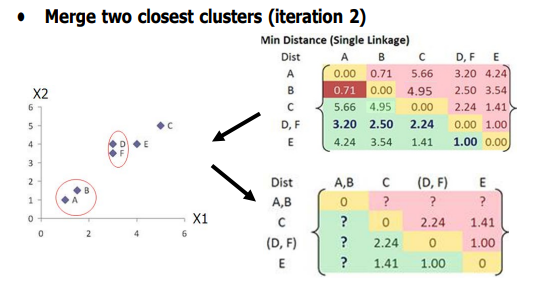 • Merge two closest clusters (iteration 2)
Min Distance (Single Linkage)
Dist A B C D, F E
A 0.00 0.71 5.66 3.20 4.24
B 0.71 0.00 4.95 2.50 3.54
C 5.66 4.95 0.00 2.24 1.41
D, F 3.20 2.50 2.24 0.00 1.00
E 4.24 3.54 1.41 1.00 0.00
X2
6
5
4
3
2
1
0
C
D
E
F
B
A
0 2 4 6
X1
Dist A,B C (D, F) E
A,B 0 ? ? ?
C ? 0 2.24 1.41
(D, F) ? 2.24 0 1.00
E ? 1.41 1.00 0